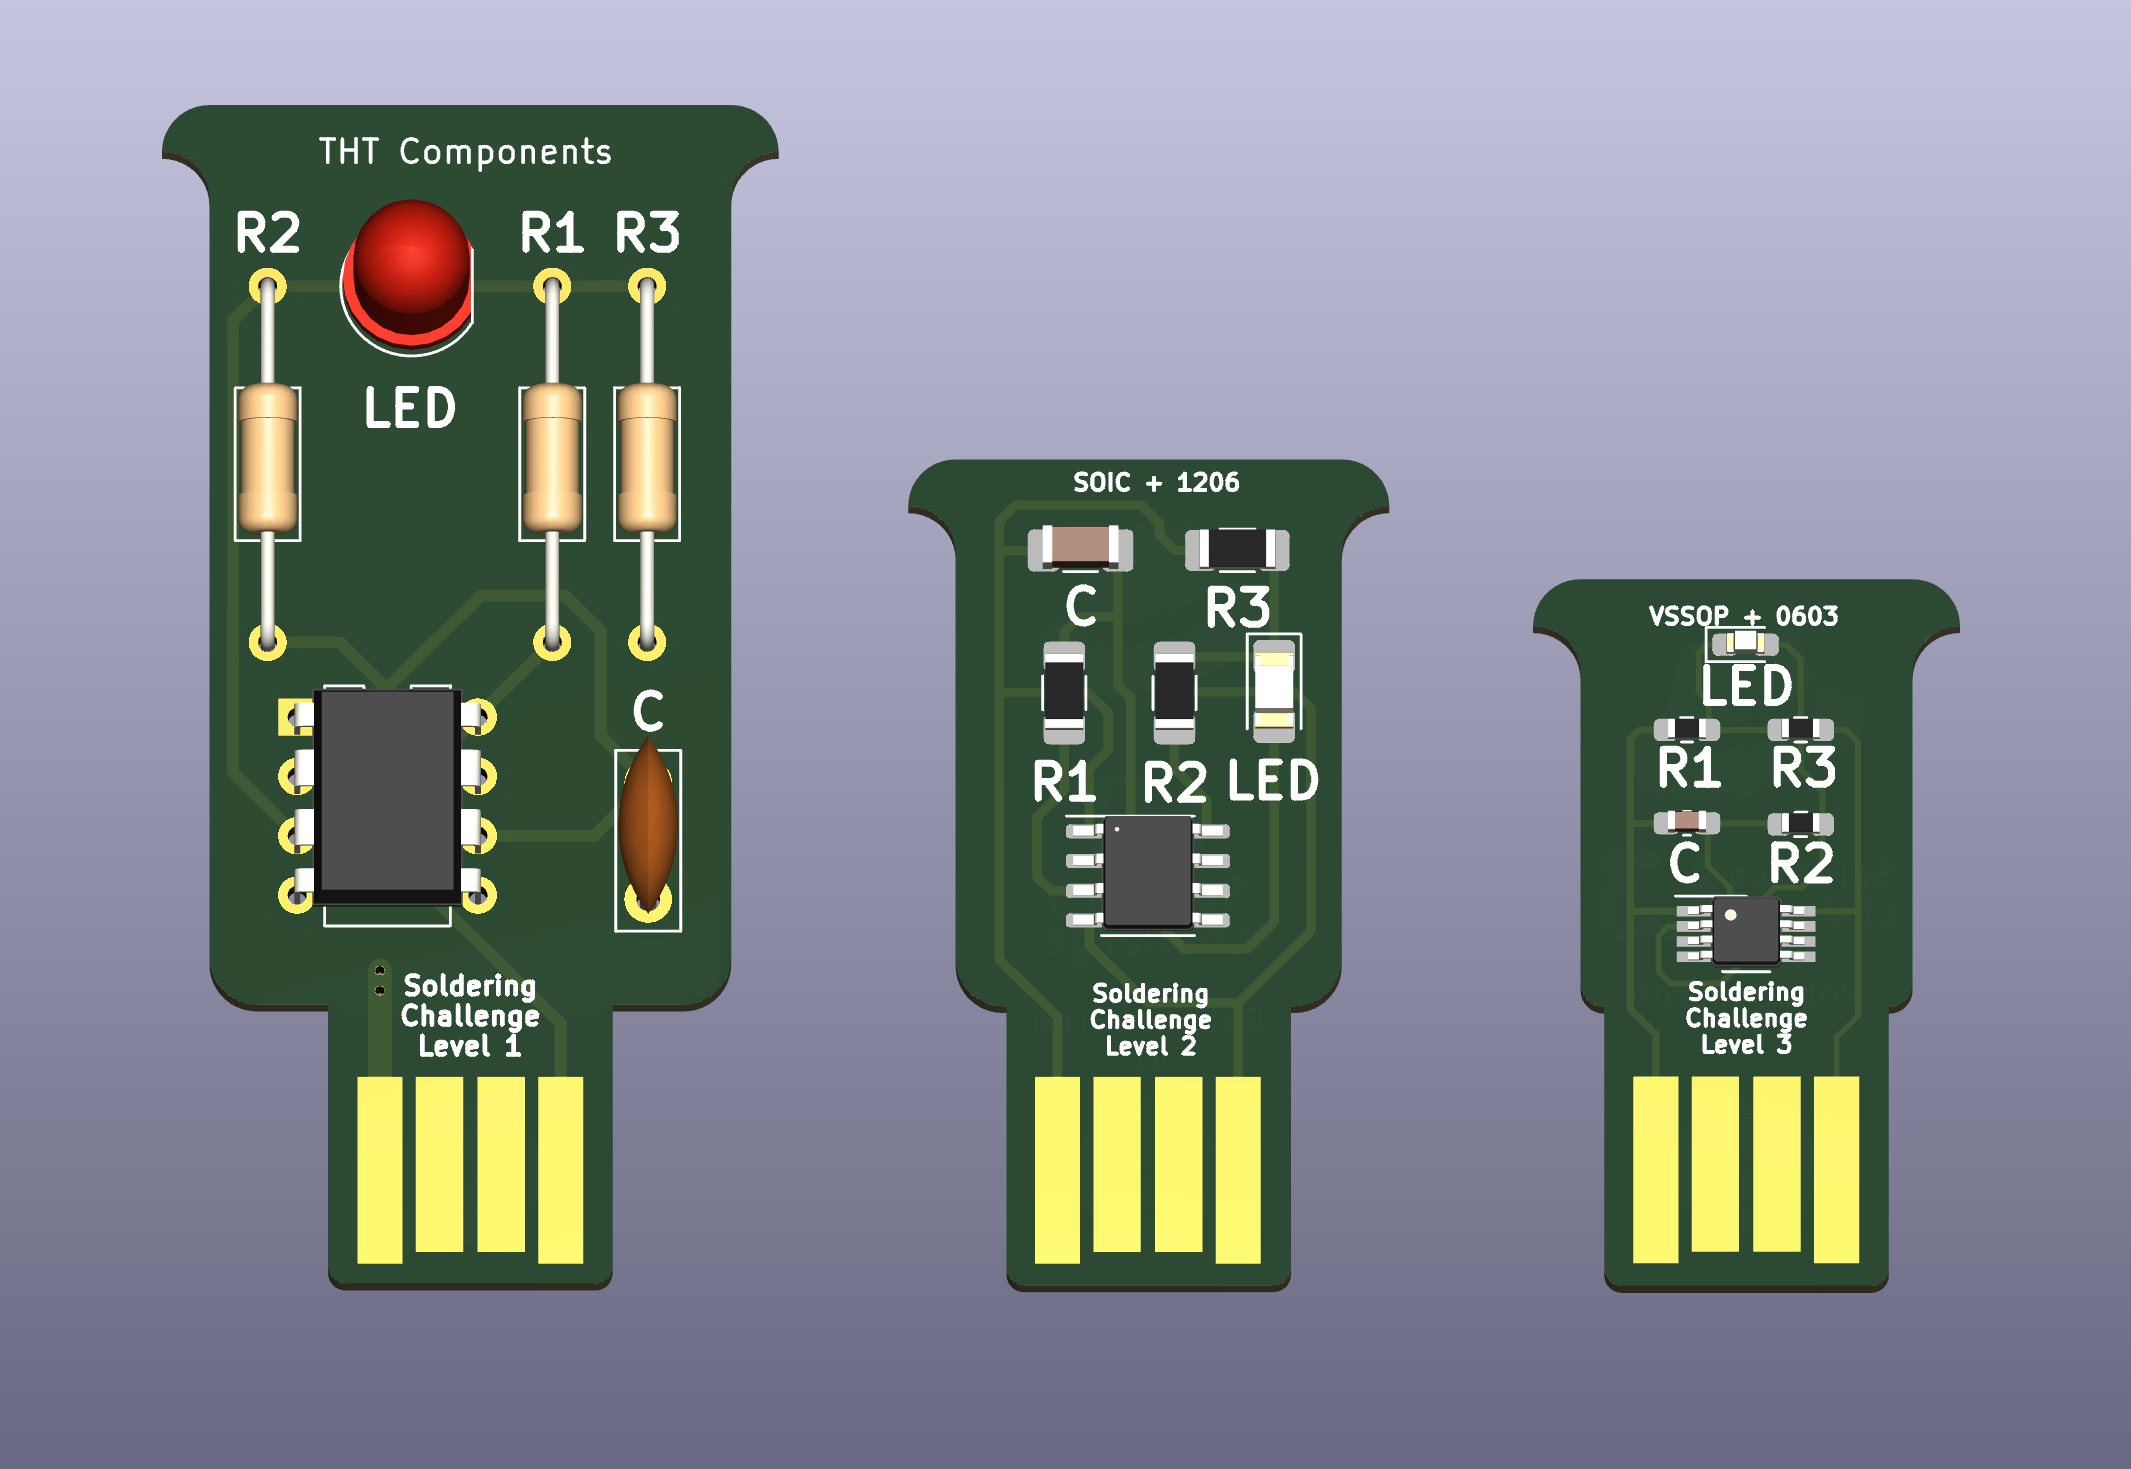 THT Components
R2
R1
R3
LED
C
Soldering
Challenge
Level 1
SOIC + 1206
C
R3
R1
R2
LED
Soldering
Challenge
Level 2
VSSOP + 0603
LED
R1
R3
C
R2
Soldering
Challenge
Level 3